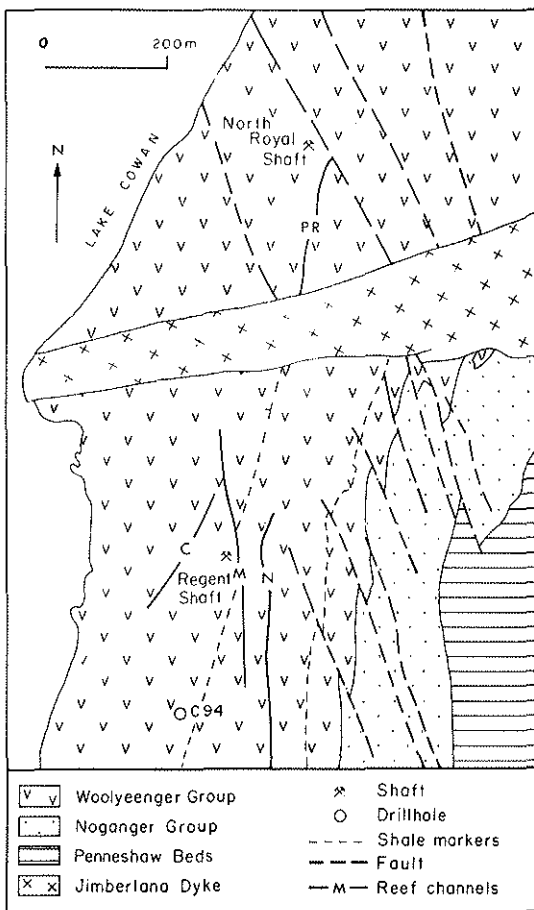 0 200m
North
Royal
Shaft
LAKE COWAN
N
PR
C
Regent
Shaft
M
N
C94
Woolyeenger Group
Noganger Group
Penneshaw Beds
Jimberlana Dyke
Shaft
Drillhole
Shale markers
Fault
M Reef channels